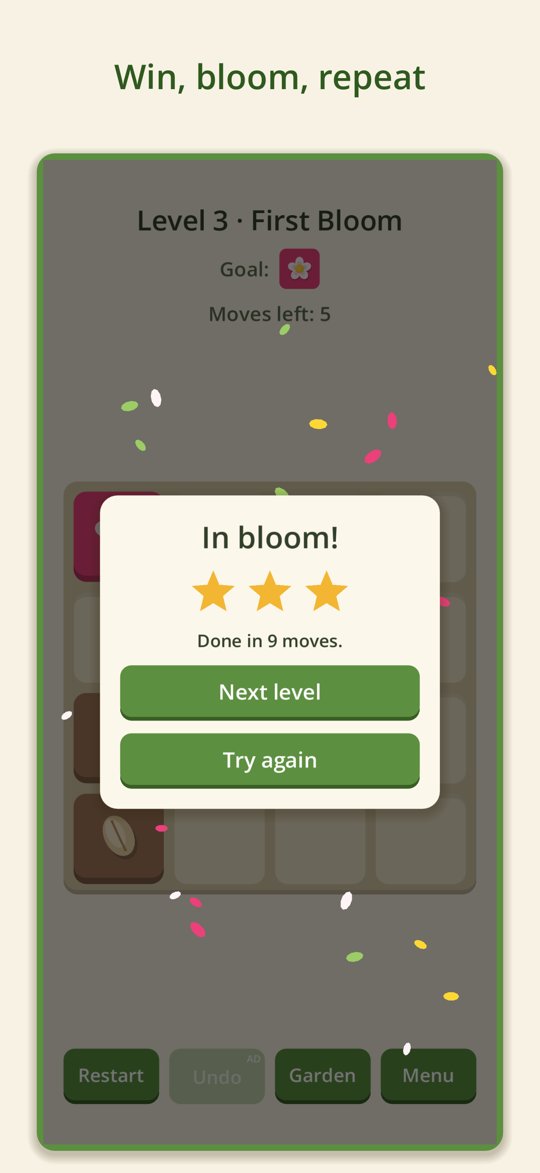 Win, bloom, repeat
Level 3 · First Bloom
Goal:
Moves left: 5
In bloom!
Done in 9 moves.
Next level
Try again
Restart
Undo
AD
Garden
Menu